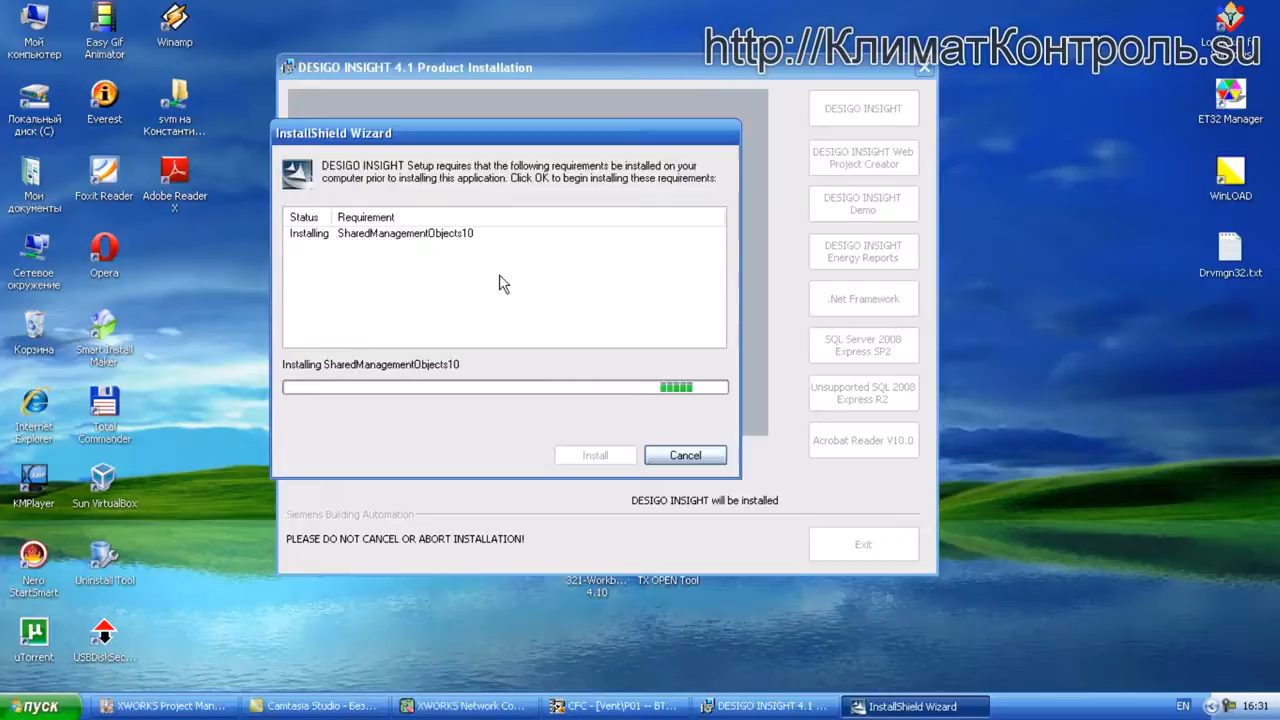 http://КлиматКонтроль.su
Мой
компьютер
Easy Gif
Animator
Winamp
Локальный
диск (C)
Everest
svm на
Константи...
Мои
документы
Foxit Reader
Adobe Reader
X
Сетевое
окружение
Opera
Корзина
Smart Install
Maker
Internet
Explorer
Total
Commander
KMPlayer
Sun VirtualBox
Nero
StartSmart
Uninstall Tool
uTorrent
USBDiskSec...
DESIGO INSIGHT 4.1 Product Installation
InstallShield Wizard
DESIGO INSIGHT Setup requires that the following requirements be installed on your
computer prior to installing this application. Click OK to begin installing these requirements:
Status Requirement
Installing SharedManagementObjects10
Installing SharedManagementObjects10
Install Cancel
DESIGO INSIGHT
DESIGO INSIGHT Web
Project Creator
DESIGO INSIGHT
Demo
DESIGO INSIGHT
Energy Reports
.Net Framework
SQL Server 2008
Express SP2
Unsupported SQL 2008
Express R2
Acrobat Reader V10.0
DESIGO INSIGHT will be installed
Siemens Building Automation
PLEASE DO NOT CANCEL OR ABORT INSTALLATION!
Exit
321-Workb...
4.10
TX OPEN Tool
ET32 Manager
WinLOAD
Drvmgn32.txt
пуск
XWORKS Project Man...
Camtasia Studio - Без...
XWORKS Network Co...
CFC - [Vent\P01 -- BT...
DESIGO INSIGHT 4.1 ...
InstallShield Wizard
EN
16:31